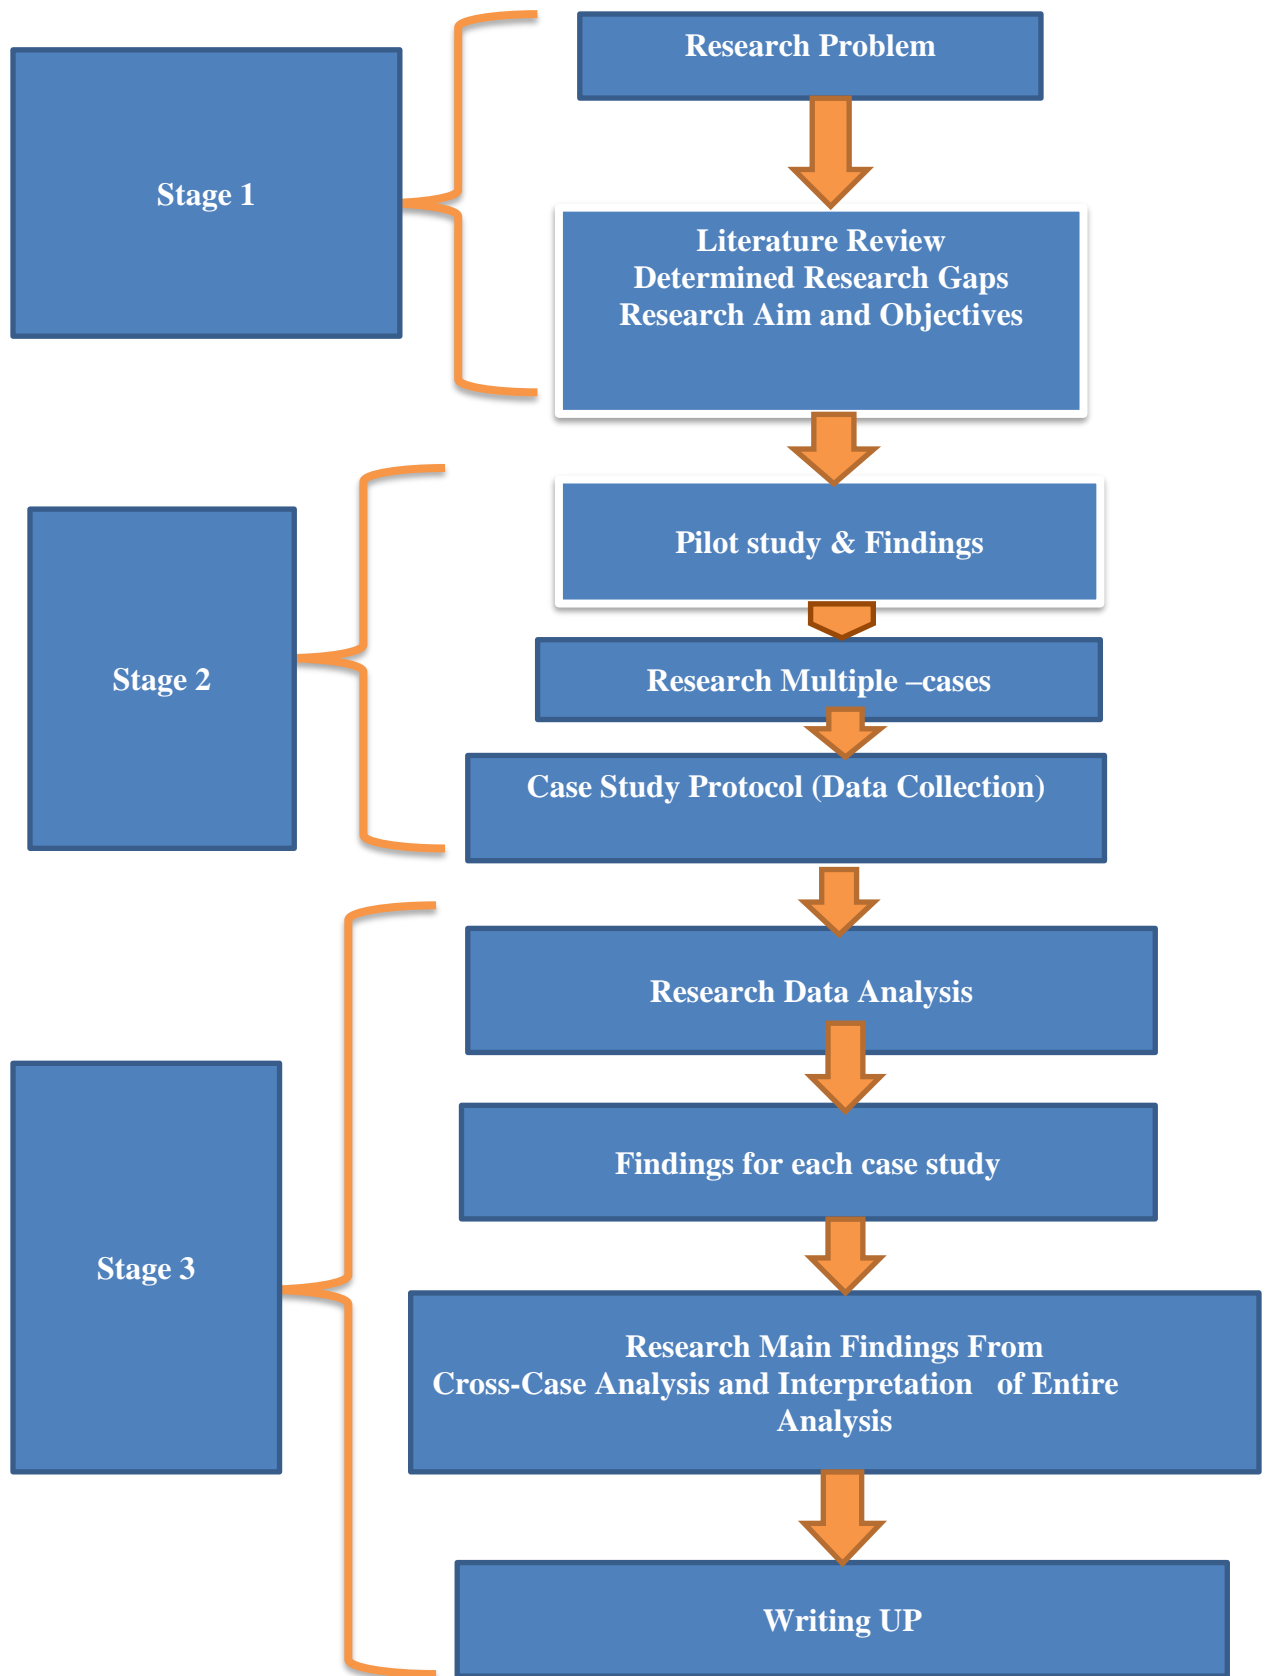 Stage 1
Research Problem
Literature Review
Determined Research Gaps
Research Aim and Objectives
Stage 2
Pilot study & Findings
Research Multiple –cases
Case Study Protocol (Data Collection)
Stage 3
Research Data Analysis
Findings for each case study
Research Main Findings From
Cross-Case Analysis and Interpretation of Entire
Analysis
Writing UP